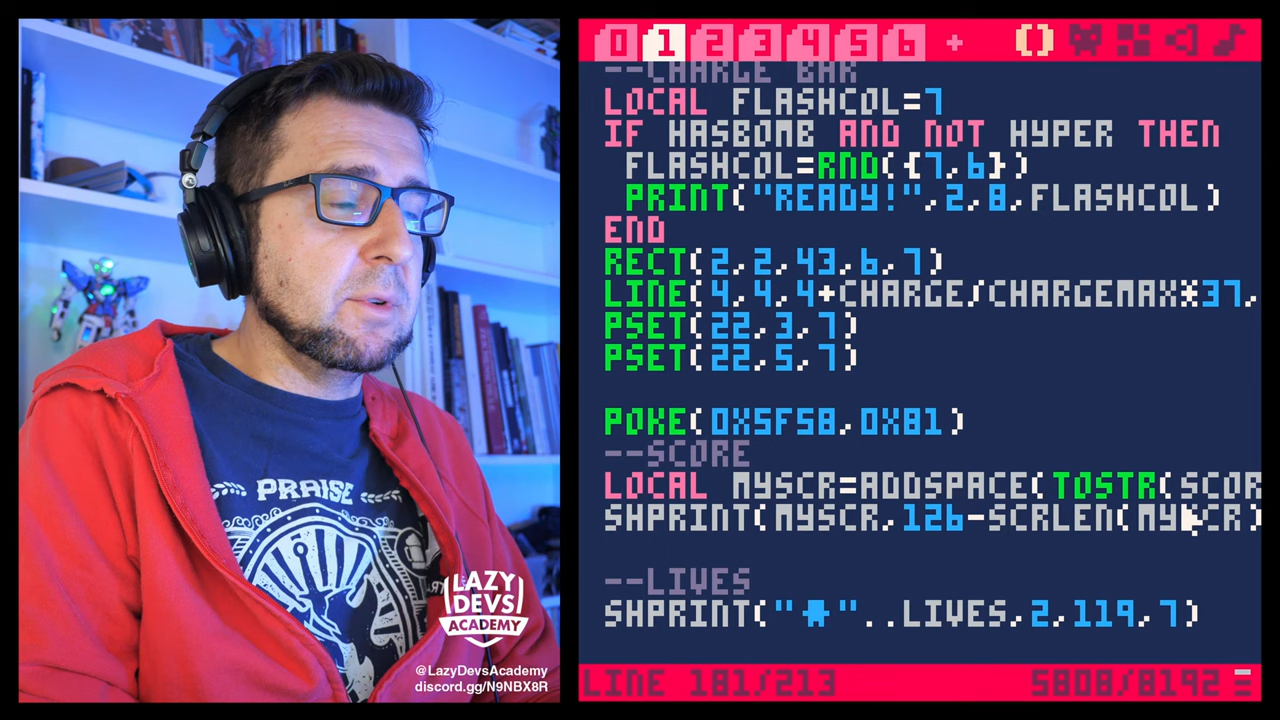 PRAISE
LAZY
DEVS
ACADEMY
@LazyDevsAcademy
discord.gg/N9NBX8R
0 1 2 3 4 5 6 +
--CHARGE BAR
LOCAL FLASHCOL=7
IF HASBOMB AND NOT HYPER THEN
FLASHCOL=RND({7,6})
PRINT("READY!",2,8,FLASHCOL)
END
RECT(2,2,43,6,7)
LINE(4,4,4+CHARGE/CHARGEMAX*37,
PSET(22,3,7)
PSET(22,5,7)
POKE(0X5F58,0X81)
--SCORE
LOCAL MYSCR=ADDSPACE(TOSTR(SCOR
SHPRINT(MYSCR,126-SCRLEN(MYSCR)
--LIVES
SHPRINT("#"..LIVES,2,119,7)
LINE 181/213
5808/8192